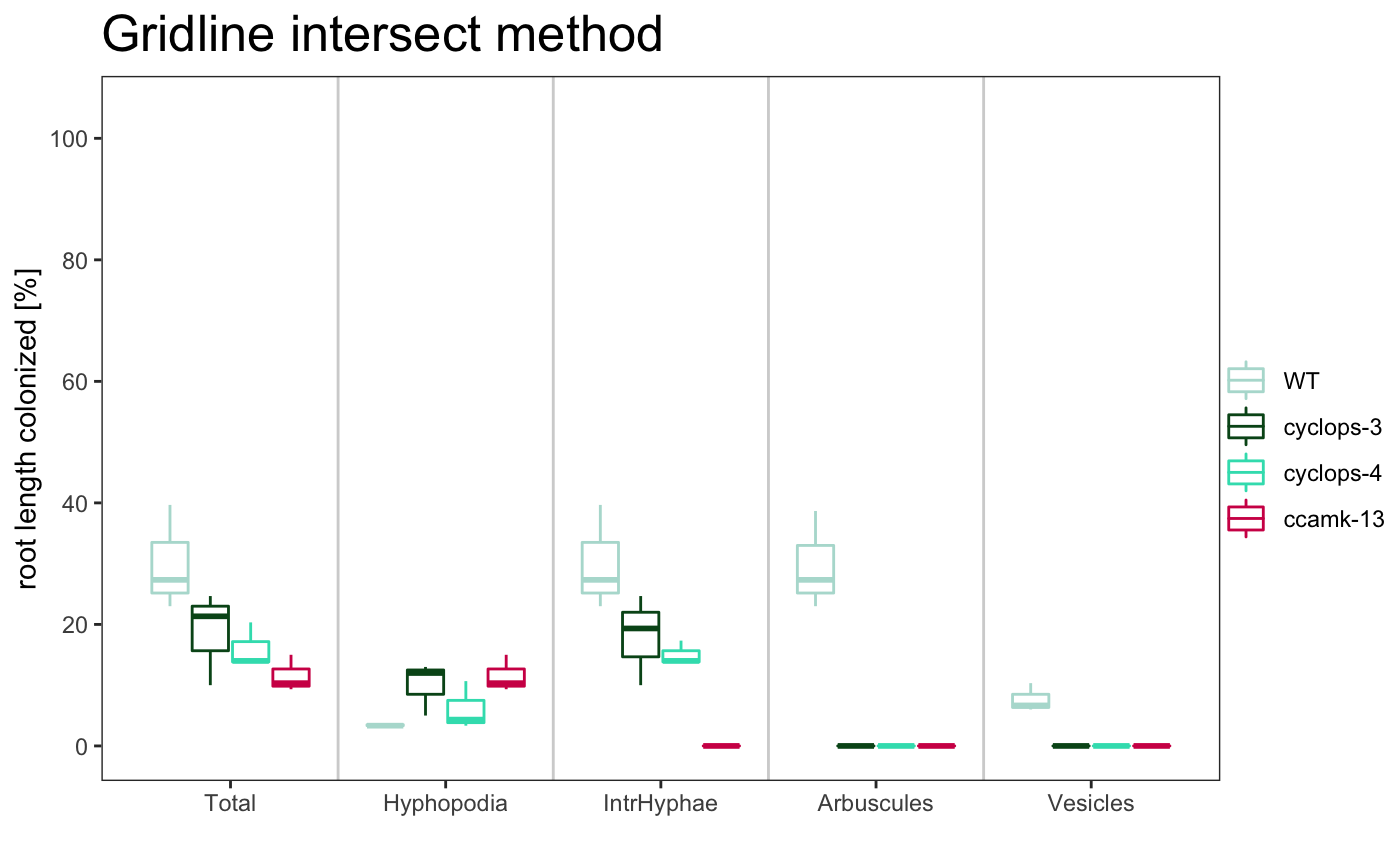 Gridline intersect method
root length colonized [%]
100
80
60
40
20
0
Total
Hyphopodia
IntrHyphae
Arbuscules
Vesicles
WT
cyclops-3
cyclops-4
ccamk-13